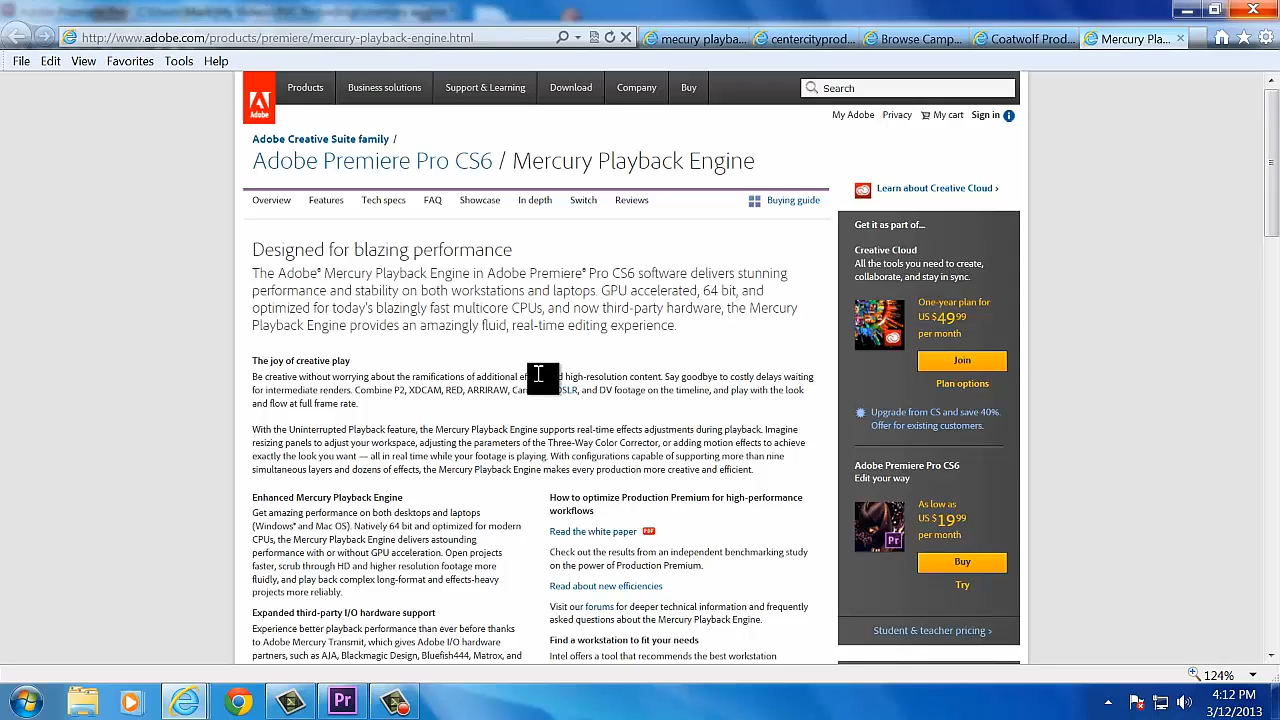 http://www.adobe.com/products/premiere/mercury-playback-engine.html
mecury playba...
centercityprod...
Browse Camp...
Coatwolf Prod...
Mercury Pla...
File Edit View Favorites Tools Help
Adobe
Products Business solutions Support & Learning Download Company Buy
Search
My Adobe Privacy My cart Sign in
Adobe Creative Suite family /
Adobe Premiere Pro CS6 / Mercury Playback Engine
Learn about Creative Cloud ›
Overview Features Tech specs FAQ Showcase In depth Switch Reviews Buying guide
Designed for blazing performance
The Adobe® Mercury Playback Engine in Adobe Premiere® Pro CS6 software delivers stunning
performance and stability on both workstations and laptops. GPU accelerated, 64 bit, and
optimized for today's blazingly fast multicore CPUs, and now third-party hardware, the Mercury
Playback Engine provides an amazingly fluid, real-time editing experience.
The joy of creative play
Be creative without worrying about the ramifications of additional high-resolution content. Say goodbye to costly delays waiting
for intermediate renders. Combine P2, XDCAM, RED, ARRIRAW, DSLR, and DV footage on the timeline, and play with the look
and flow at full frame rate.
With the Uninterrupted Playback feature, the Mercury Playback Engine supports real-time effects adjustments during playback. Imagine
resizing panels to adjust your workspace, adjusting the parameters of the Three-Way Color Corrector, or adding motion effects to achieve
exactly the look you want — all in real time while your footage is playing. With configurations capable of supporting more than nine
simultaneous layers and dozens of effects, the Mercury Playback Engine makes every production more creative and efficient.
Enhanced Mercury Playback Engine
Get amazing performance on both desktops and laptops
(Windows® and Mac OS). Natively 64 bit and optimized for modern
CPUs, the Mercury Playback Engine delivers astounding
performance with or without GPU acceleration. Open projects
faster, scrub through HD and higher resolution footage more
fluidly, and play back complex long-format and effects-heavy
projects more reliably.
Expanded third-party I/O hardware support
Experience better playback performance than ever before thanks
to Adobe Mercury Transmit, which gives Adobe I/O hardware
partners, such as AJA, Blackmagic Design, Bluefish444, Matrox, and
How to optimize Production Premium for high-performance
workflows
Read the white paper PDF
Check out the results from an independent benchmarking study
on the power of Production Premium.
Read about new efficiencies
Visit our forums for deeper technical information and frequently
asked questions about the Mercury Playback Engine.
Find a workstation to fit your needs
Intel offers a tool that recommends the best workstation
Get it as part of...
Creative Cloud
All the tools you need to create,
collaborate, and stay in sync.
One-year plan for
US $49⁹⁹
per month
Join
Plan options
Upgrade from CS and save 40%.
Offer for existing customers.
Adobe Premiere Pro CS6
Edit your way
As low as
US $19⁹⁹
per month
Pr
Buy
Try
Student & teacher pricing ›
124%
Pr
4:12 PM
3/12/2013